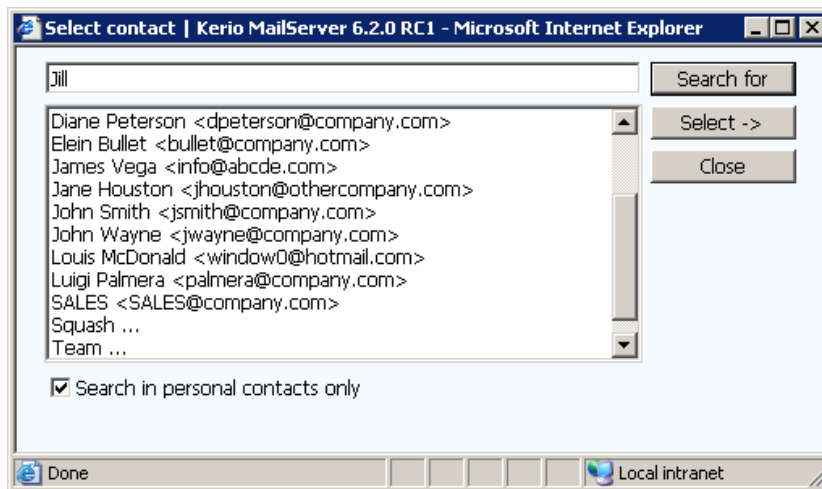 Select contact | Kerio MailServer 6.2.0 RC1 - Microsoft Internet Explorer
Jill
Search for
Diane Peterson <dpeterson@company.com>
Select ->
Elein Bullet <bullet@company.com>
James Vega <info@abcde.com>
Close
Jane Houston <jhouston@othercompany.com>
John Smith <jsmith@company.com>
John Wayne <jwayne@company.com>
Louis McDonald <window0@hotmail.com>
Luigi Palmera <palmera@company.com>
SALES <SALES@company.com>
Squash ...
Team ...
Search in personal contacts only
Done
Local intranet